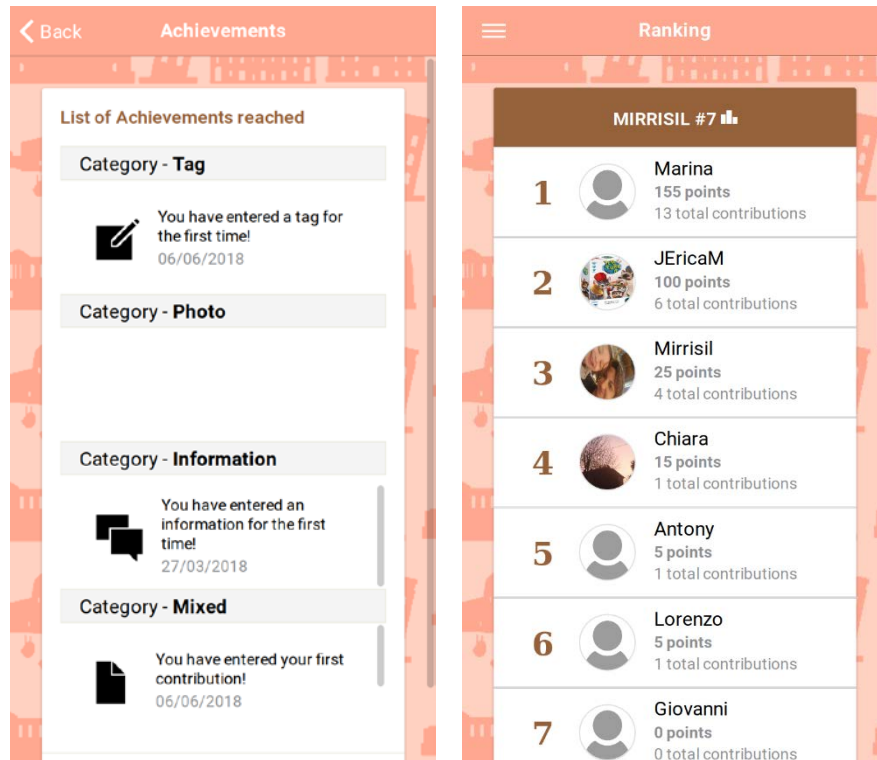 Back
Achievements
List of Achievements reached
Category - Tag
You have entered a tag for
the first time!
06/06/2018
Category - Photo
Category - Information
You have entered an
information for the first
time!
27/03/2018
Category - Mixed
You have entered your first
contribution!
06/06/2018
Ranking
MIRRISIL #7
1
Marina
155 points
13 total contributions
2
JEricaM
100 points
6 total contributions
3
Mirrisil
25 points
4 total contributions
4
Chiara
15 points
1 total contributions
5
Antony
5 points
1 total contributions
6
Lorenzo
5 points
1 total contributions
7
Giovanni
0 points
0 total contributions